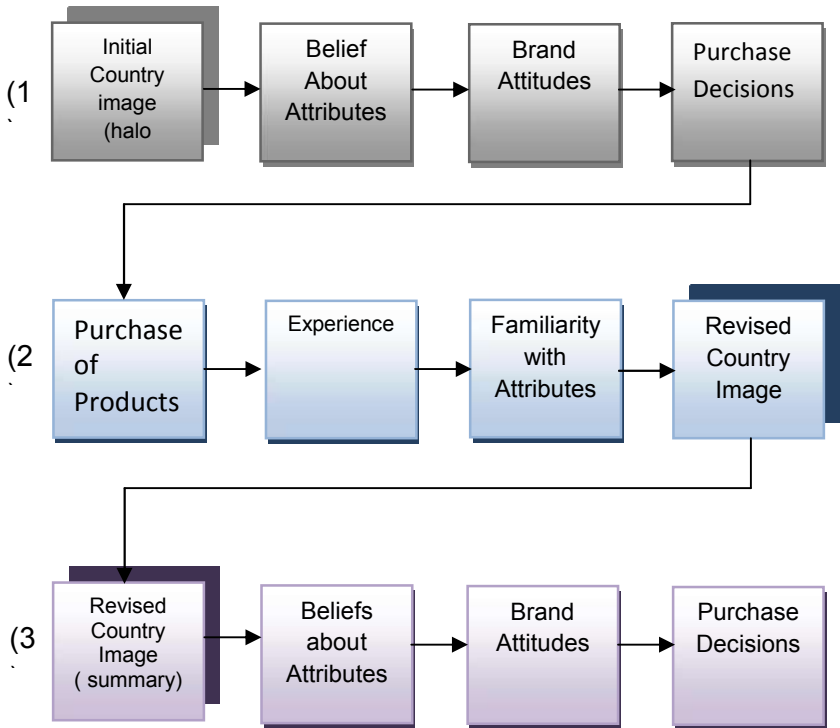 (1
Initial
Country
image
(halo
Belief
About
Attributes
Brand
Attitudes
Purchase
Decisions
(2
Purchase
of
Products
Experience
Familiarity
with
Attributes
Revised
Country
Image
(3
Revised
Country
Image
( summary)
Beliefs
about
Attributes
Brand
Attitudes
Purchase
Decisions